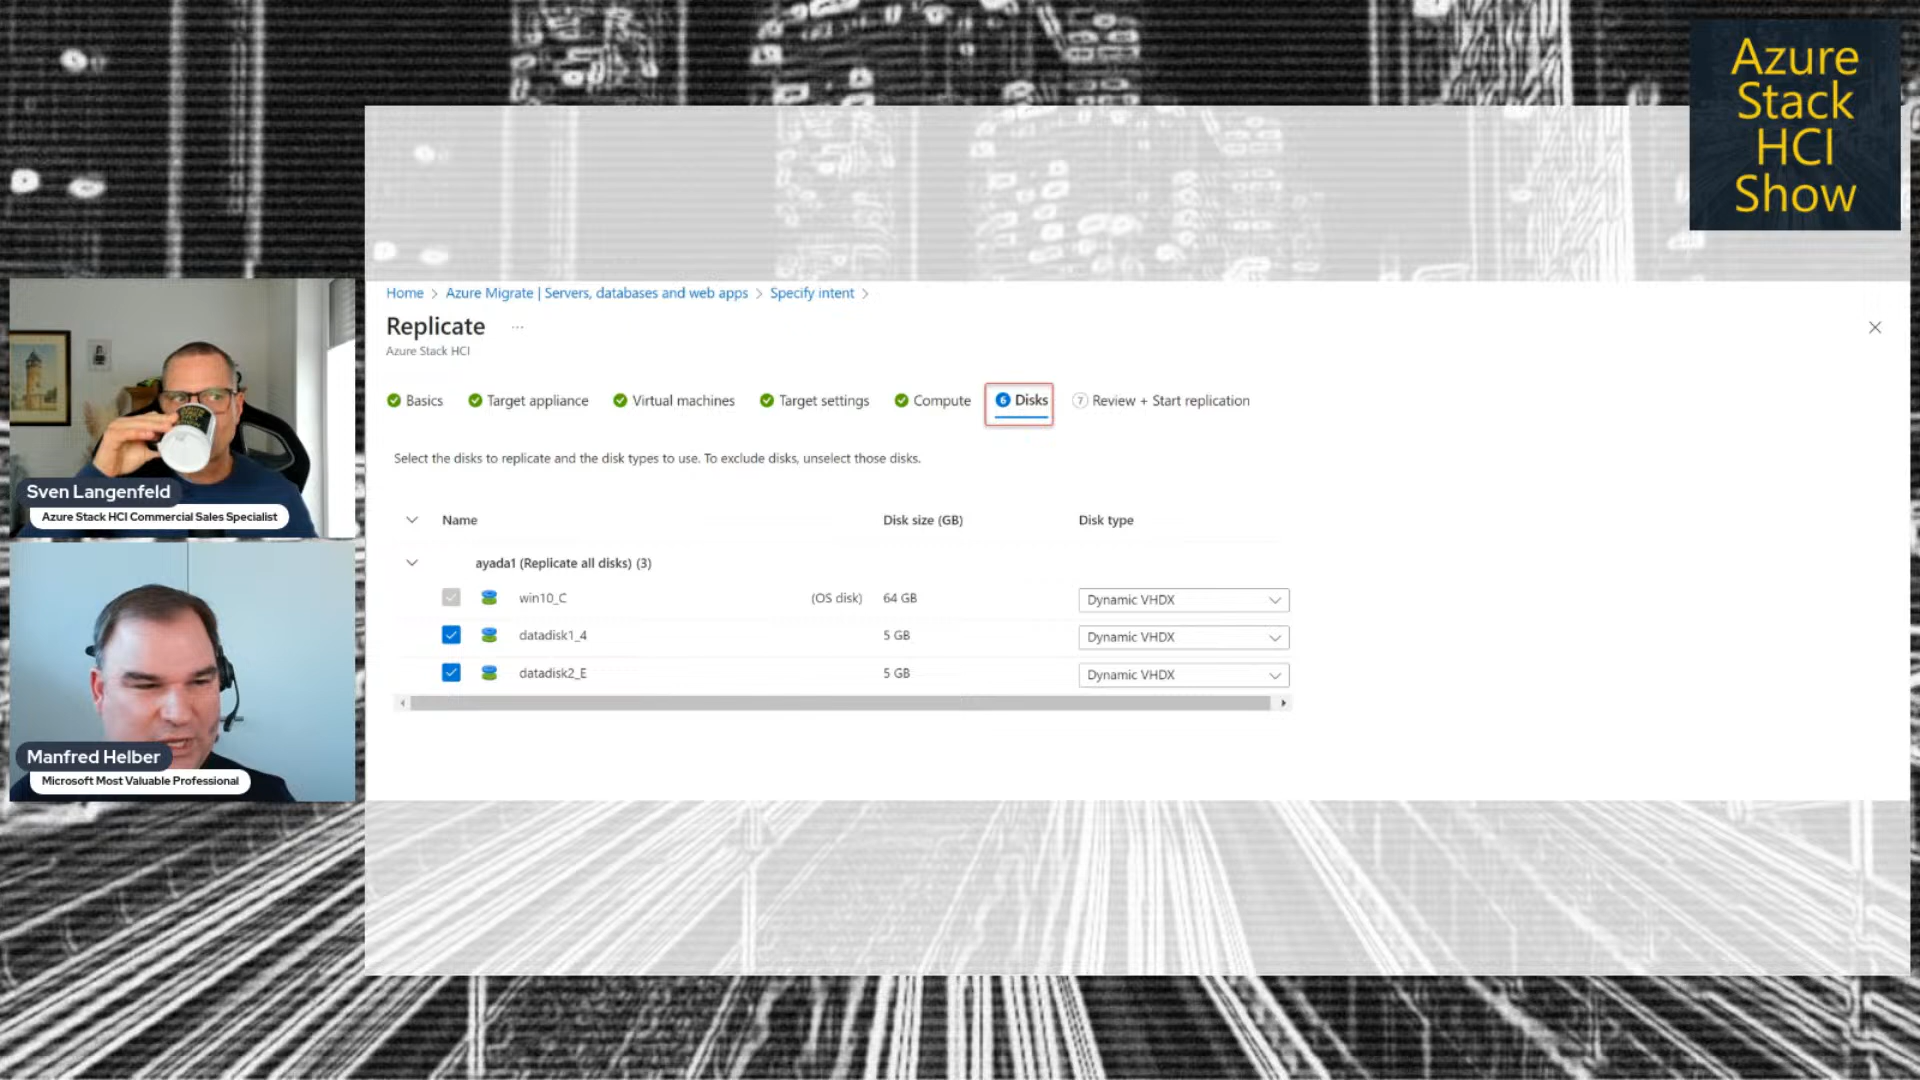 Azure
Stack
HCI
Show
Home > Azure Migrate | Servers, databases and web apps > Specify intent >
Replicate ...
Azure Stack HCI
Basics Target appliance Virtual machines Target settings Compute 6 Disks 7 Review + Start replication
Select the disks to replicate and the disk types to use. To exclude disks, unselect those disks.
Name Disk size (GB) Disk type
ayada1 (Replicate all disks) (3)
win10_C (OS disk) 64 GB Dynamic VHDX
datadisk1_4 5 GB Dynamic VHDX
datadisk2_E 5 GB Dynamic VHDX
Sven Langenfeld
Azure Stack HCI Commercial Sales Specialist
Manfred Helber
Microsoft Most Valuable Professional